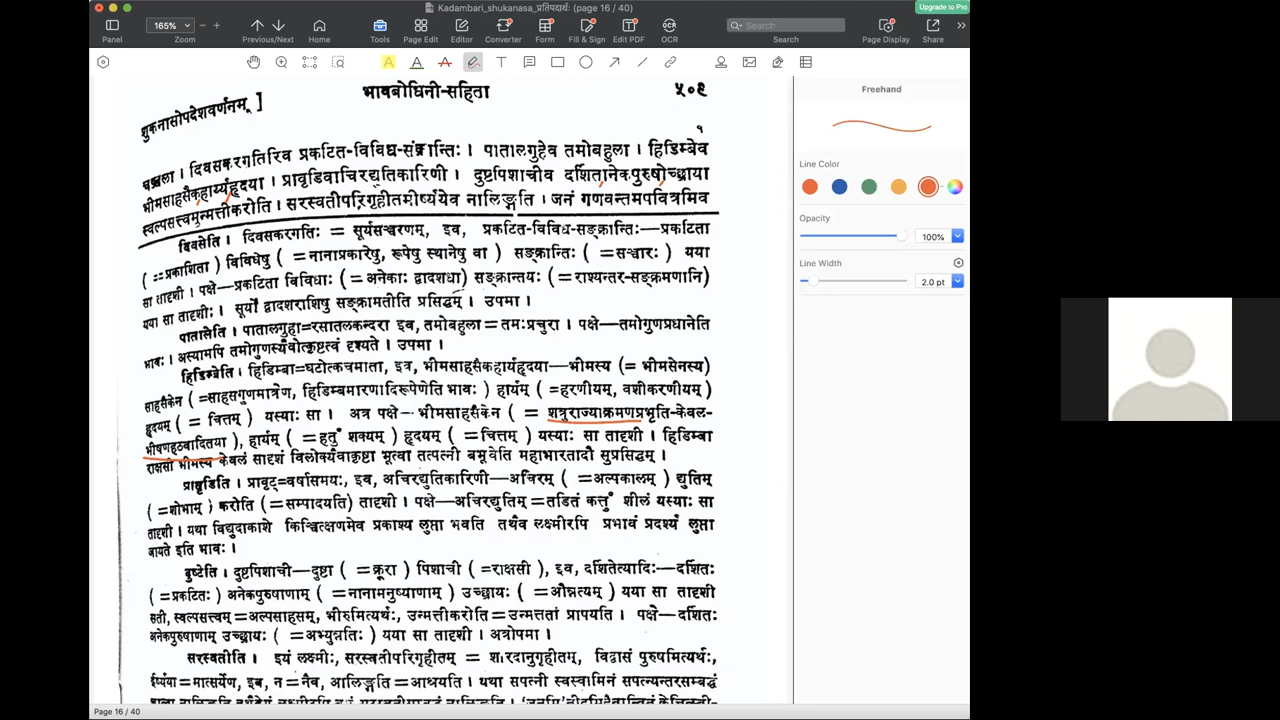 Kadambari_shukanasa_प्रतिपदार्थः (page 16 / 40)
Upgrade to Pro
165%
Panel
Zoom
Previous/Next
Home
Tools
Page Edit
Editor
Converter
Form
Fill & Sign
Edit PDF
OCR
Search
Search
Page Display
Share
शुकनासोपदेशवर्णनम् ]
भावबोधिनी-सहिता
५०९
चञ्चला । दिवसकरगतिरिव प्रकटित-विविध-संक्रान्तिः । पातालगुहेव तमोबहुला । हिडिम्बेव
भीमसाहसैकहार्य्यहृदया । प्रावृडिवाचिरद्युतिकारिणी । दुष्टपिशाचीव दर्शितानेकपुरुषोच्छ्राया
स्वल्पसत्त्वमुन्मत्तीकरोति । सरस्वतीपरिगृहीतमीर्ष्ययेव नालिङ्गति । जनं गुणवन्तमपवित्रमिव
दिवसेति । दिवसकरगतिः = सूर्यसञ्चरणम्, इव, प्रकटित-विविध-सङ्क्रान्तिः—प्रकटिता
( =प्रकाशिता ) विविधेषु ( =नानाप्रकारेषु, रूपेषु स्थानेषु वा ) सङ्क्रान्तिः ( =सञ्चारः ) यया
सा तादृशी । पक्षे—प्रकटिता विविधाः ( =अनेकाः द्वादशधा ) सङ्क्रान्तयः ( =राश्यन्तर-सङ्क्रमणानि )
यया सा तादृशीः । सूर्यो द्वादशराशिषु सङ्क्रामतीति प्रसिद्धम् । उपमा ।
पातालेति । पातालगुहा=रसातलकन्दरा इव, तमोबहुला=तमःप्रचुरा । पक्षे—तमोगुणप्रधानेति
भावः । अस्यामपि तमोगुणस्यैवोत्कृष्टत्वं दृश्यते । उपमा ।
हिडिम्बेति । हिडिम्बा=घटोत्कचमाता, इव, भीमसाहसैकहार्यहृदया—भीमस्य (= भीमसेनस्य)
साहसैकेन ( =साहसगुणमात्रेण, हिडिम्बमारणादिरूपेणेति भावः ) हार्यम् ( =हरणीयम्, वशीकरणीयम् )
हृदयम् ( = चित्तम् ) यस्याः सा । अत्र पक्षे—भीमसाहसैकेन ( = शत्रुराज्याक्रमणप्रभृति-केवल-
भीषणहठवादितया ), हार्यम् ( =हर्तुं शक्यम् ) हृदयम् ( =चित्तम् ) यस्याः सा तादृशी । हिडिम्बा
राक्षसी भीमस्य केवलं सादृशं विलोक्यैवाकृष्टा भूत्वा तत्पत्नी बभूवेति महाभारतादौ सुप्रसिद्धम् ।
प्रावृडिति । प्रावृट्=वर्षासमयः, इव, अचिरद्युतिकारिणी—अचिरम् ( =अल्पकालम् ) द्युतिम्
( =शोभाम् ) करोति ( =सम्पादयति ) तादृशी । पक्षे—अचिरद्युतिम्=तडितं कर्त्तुं शीलं यस्याः सा
तादृशी । यथा विद्युदाकाशे किञ्चित्क्षणमेव प्रकाश्य लुप्ता भवति तथैव लक्ष्मीरपि प्रभावं प्रदर्श्य लुप्ता
जायते इति भावः ।
दुष्टेति । दुष्टपिशाची—दुष्टा ( =क्रूरा ) पिशाची ( =राक्षसी ), इव, दर्शितेत्यादिः—दर्शितः
( =प्रकटितः ) अनेकपुरुषाणाम् ( =नानामनुष्याणाम् ) उच्छ्रायः ( =औन्नत्यम् ) यया सा तादृशी
सती, स्वल्पसत्त्वम्=अल्पसाहसम्, भीरुमित्यर्थः, उन्मत्तीकरोति=उन्मत्ततां प्रापयति । पक्षे—दर्शितः
अनेकपुरुषाणाम् उच्छ्रायः ( =अभ्युन्नतिः ) यया सा तादृशी । अत्रोपमा ।
सरस्वतीति । इयं लक्ष्मीः, सरस्वतीपरिगृहीतम् = शारदानुगृहीतम्, विद्वांसं पुरुषमित्यर्थः,
ईर्ष्यया=मात्सर्येण, इव, न=नैव, आलिङ्गति=आश्रयति । यथा सपत्नी स्वस्वामिनं सपत्न्यन्तरसम्बद्धं
Freehand
Line Color
Opacity
100%
Line Width
2.0 pt
Page 16 / 40